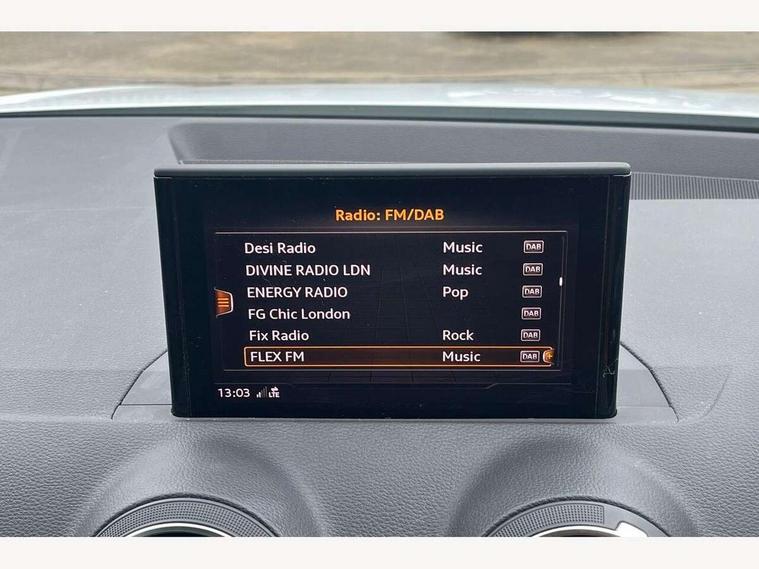 Radio: FM/DAB
Desi Radio Music DAB
DIVINE RADIO LDN Music DAB
ENERGY RADIO Pop DAB
FG Chic London DAB
Fix Radio Rock DAB
FLEX FM Music DAB
13:03 LTE